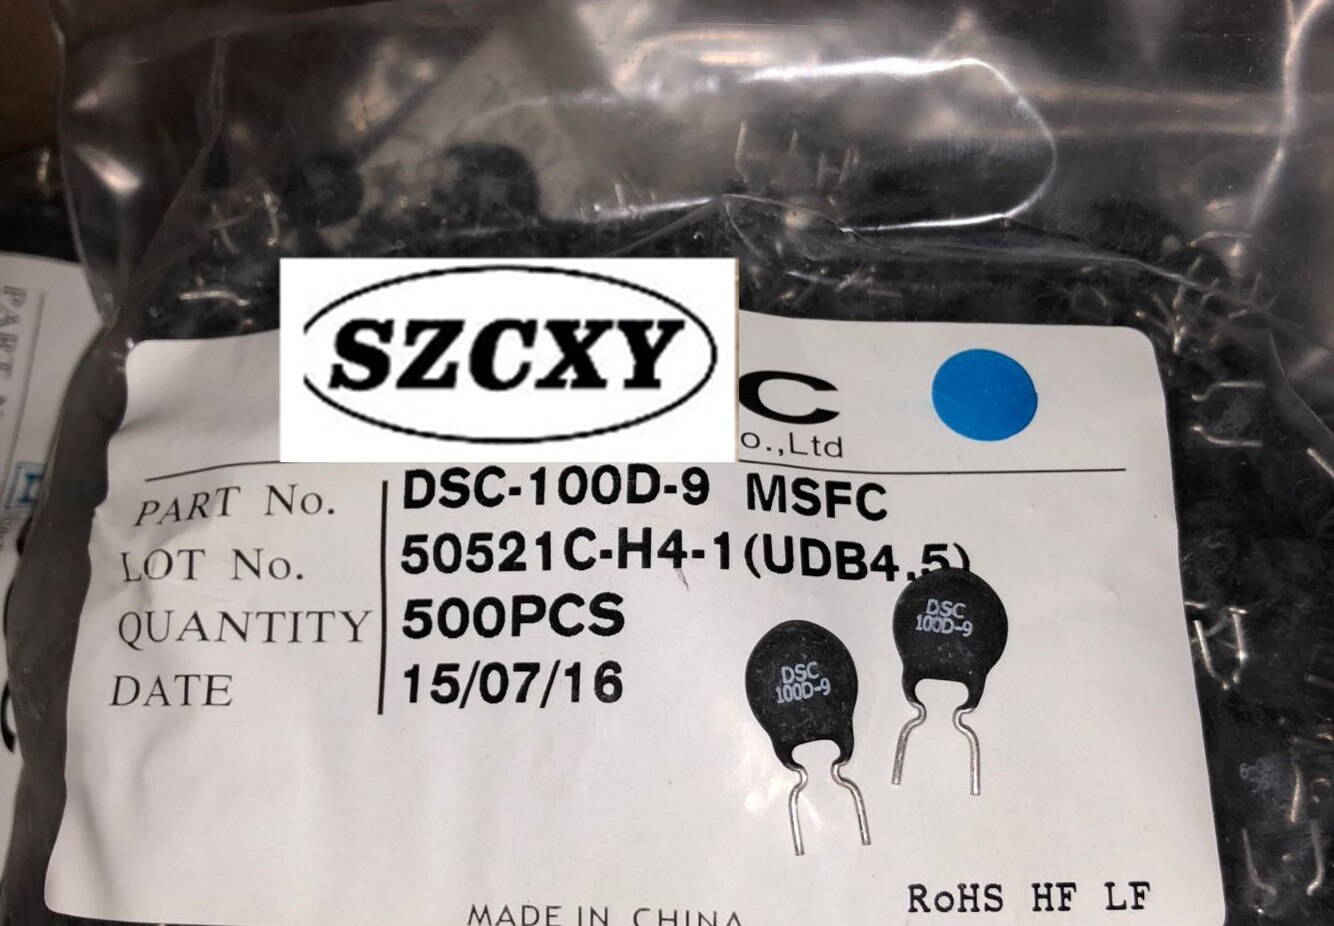 SZCXY
C
o.,Ltd
PART No. DSC-100D-9 MSFC
LOT No. 50521C-H4-1(UDB4.5)
QUANTITY 500PCS
DATE 15/07/16
DSC
100D-9
DSC
100D-9
RoHS HF LF
MADE IN CHINA